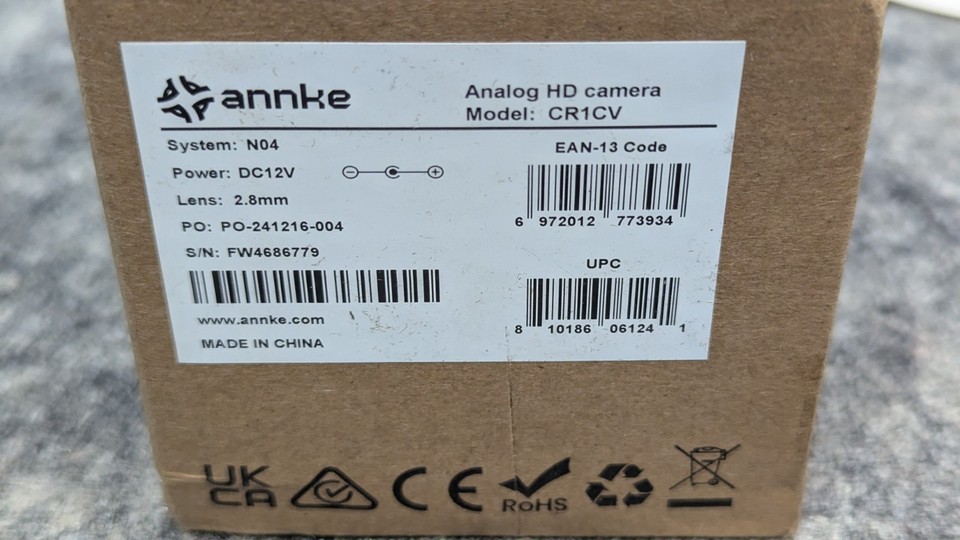 annke
Analog HD camera
Model: CR1CV
System: N04
Power: DC12V
Lens: 2.8mm
PO: PO-241216-004
S/N: FW4686779
www.annke.com
MADE IN CHINA
EAN-13 Code
6 972012 773934
UPC
8 10186 06124 1
UK
CA
CE
RoHS